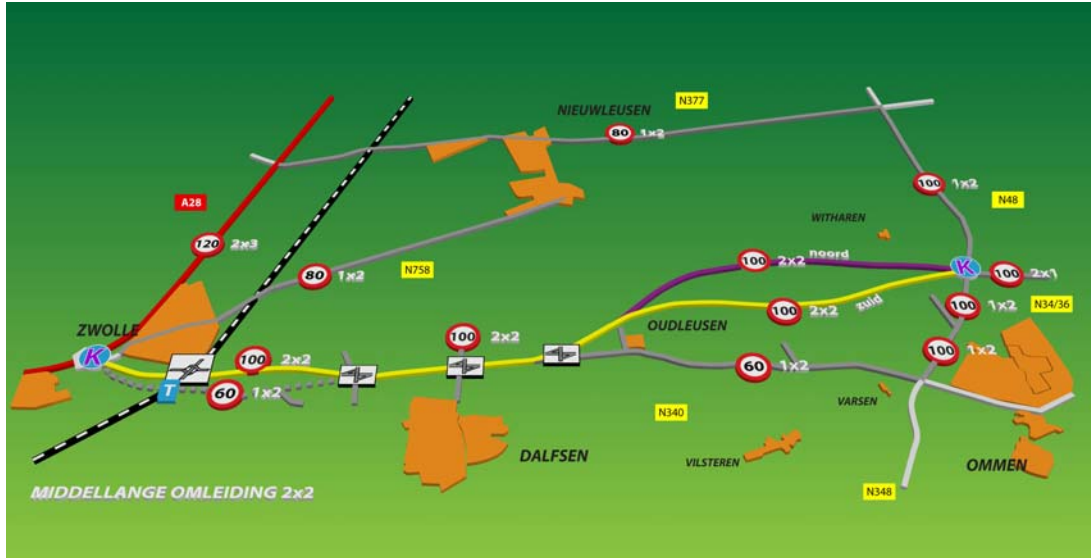 NIEUWLEUSEN
N377
80 1x2
A28
100 1x2
N48
WITHAREN
120 2x3
80 1x2
N758
100 2x2 noord
K
100 2x1
ZWOLLE
K
100 2x2
100 2x2
OUDLEUSEN
100 2x2 zuid
100 1x2
N34/36
100 1x2
T
60 1x2
60 1x2
VARSEN
N340
DALFSEN
VILSTEREN
OMMEN
N348
MIDDELLANGE OMLEIDING 2x2